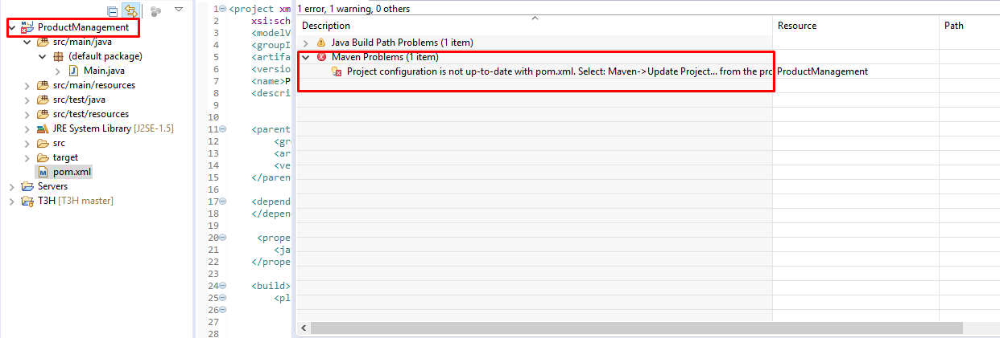 ProductManagement
src/main/java
(default package)
Main.java
src/main/resources
src/test/java
src/test/resources
JRE System Library [J2SE-1.5]
src
target
pom.xml
Servers
T3H [T3H master]
1 <project xm
2 xsi:sch
3 <modelV
4 <groupI
5 <artifa
6 <versio
7 <name>P
8 <descri
9
10
11 <parent
12 <gr
13 <ar
14 <ve
15 </paren
16
17 <depend
18 </depen
19
20 <prope
21 <ja
22 </prope
23
24 <build>
25 <pl
26
27
28
1 error, 1 warning, 0 others
Description Resource Path
Java Build Path Problems (1 item)
Maven Problems (1 item)
Project configuration is not up-to-date with pom.xml. Select: Maven->Update Project... from the prc ProductManagement